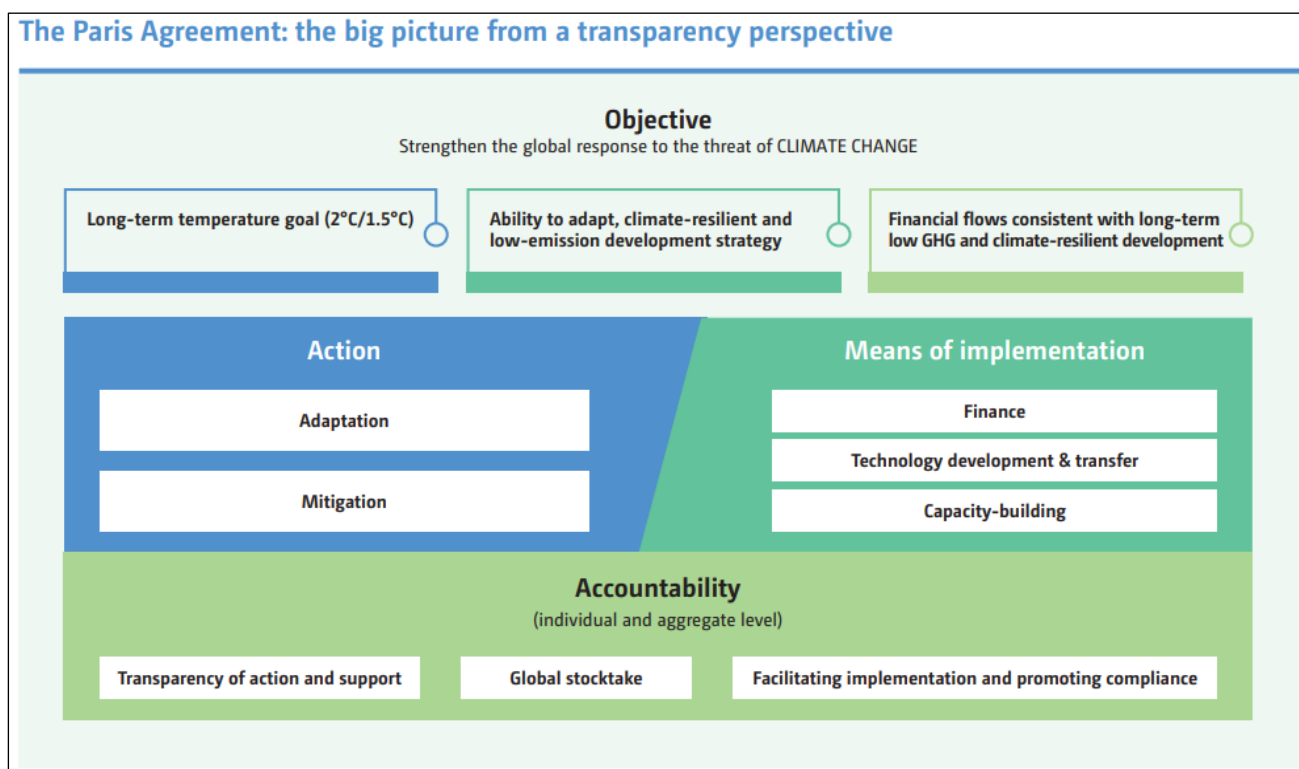 The Paris Agreement: the big picture from a transparency perspective
Objective
Strengthen the global response to the threat of CLIMATE CHANGE
Long-term temperature goal (2°C/1.5°C)
Ability to adapt, climate-resilient and
low-emission development strategy
Financial flows consistent with long-term
low GHG and climate-resilient development
Action
Adaptation
Mitigation
Means of implementation
Finance
Technology development & transfer
Capacity-building
Accountability
(individual and aggregate level)
Transparency of action and support
Global stocktake
Facilitating implementation and promoting compliance